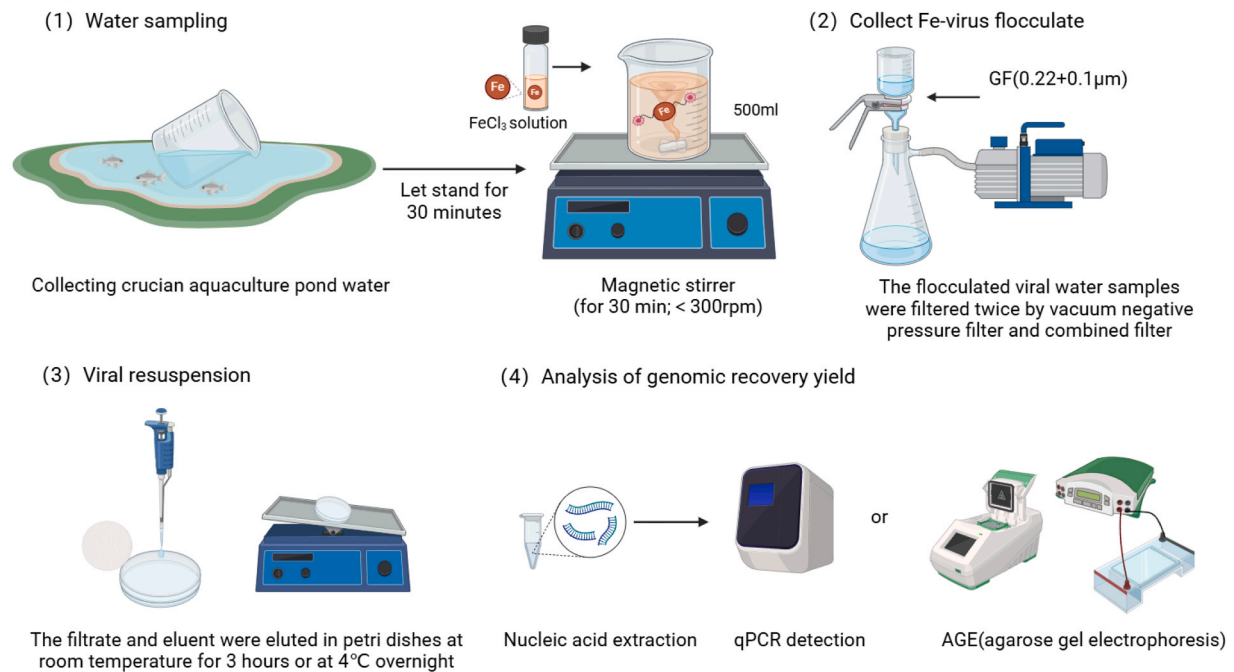 (1) Water sampling
Fe
Fe
FeCl₃ solution
Fe
500ml
Let stand for
30 minutes
Collecting crucian aquaculture pond water
Magnetic stirrer
(for 30 min; < 300rpm)
(2) Collect Fe-virus flocculate
GF(0.22+0.1μm)
The flocculated viral water samples
were filtered twice by vacuum negative
pressure filter and combined filter
(3) Viral resuspension
The filtrate and eluent were eluted in petri dishes at
room temperature for 3 hours or at 4℃ overnight
(4) Analysis of genomic recovery yield
Nucleic acid extraction
qPCR detection
or
AGE(agarose gel electrophoresis)